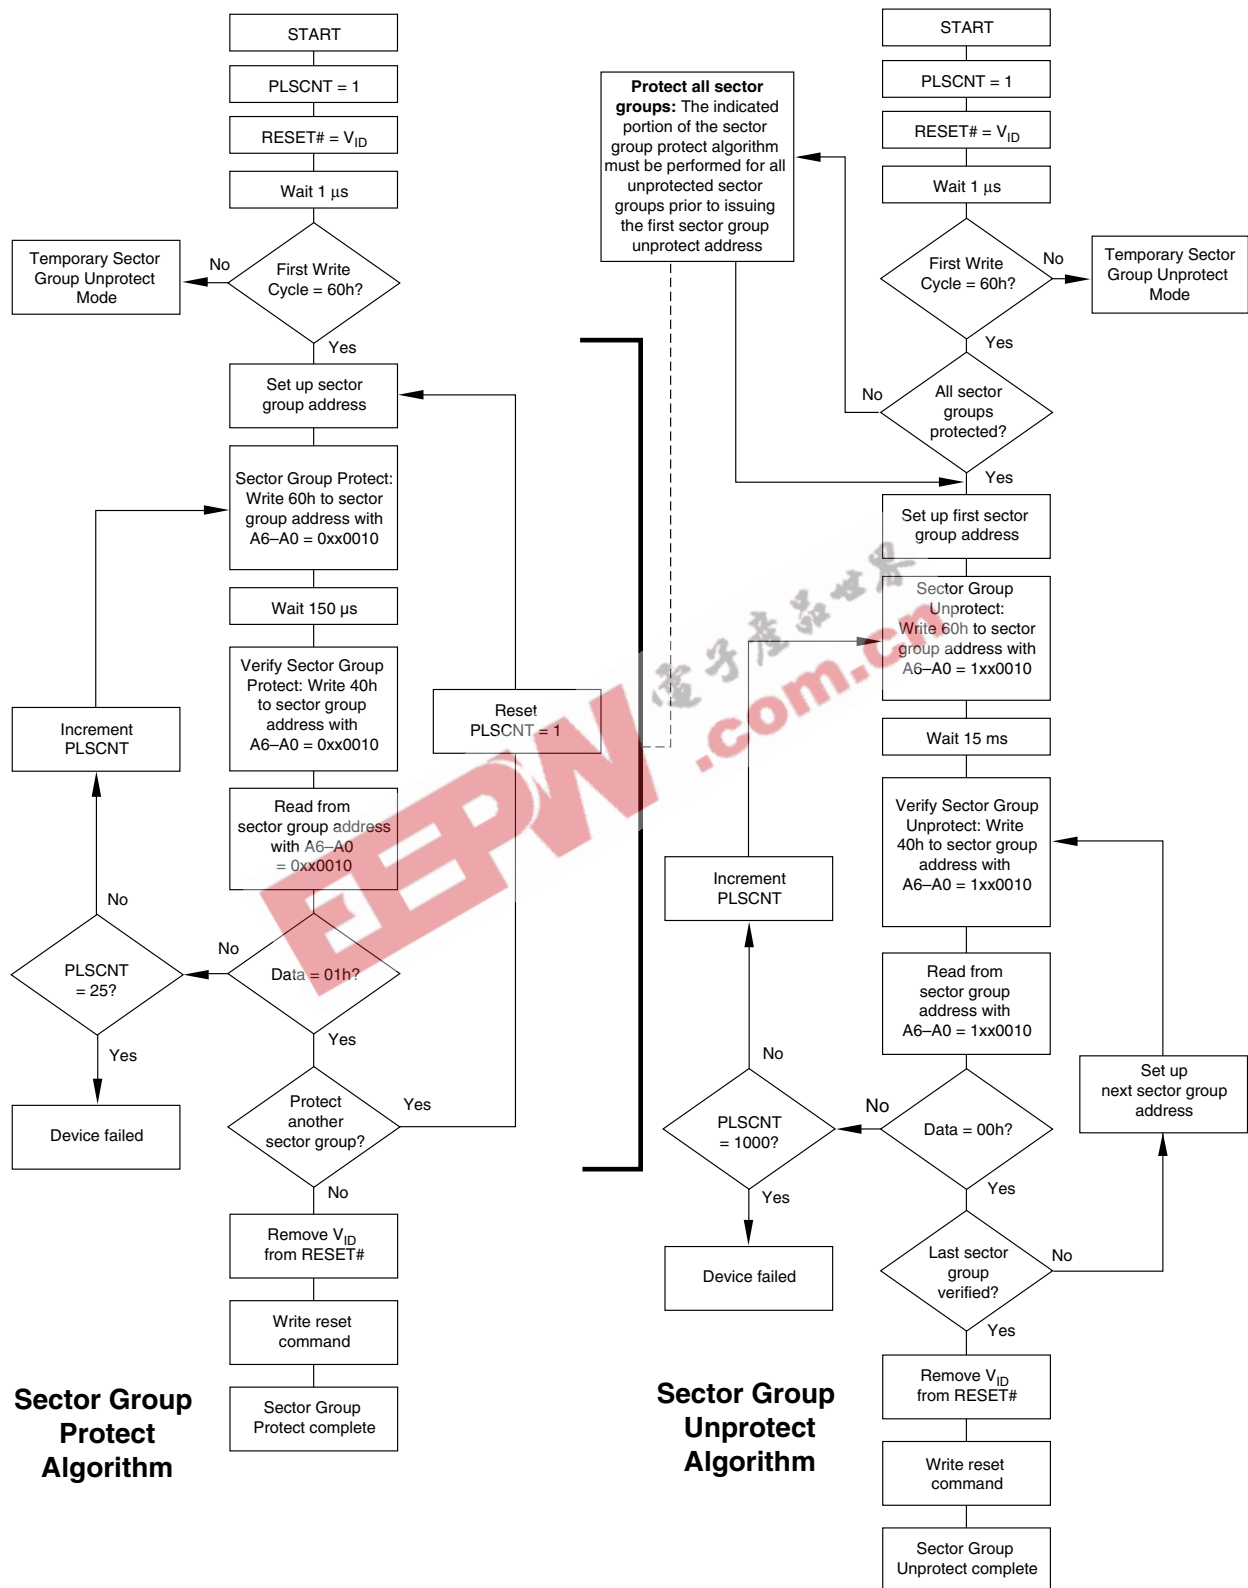 START
PLSCNT = 1
RESET# = VID
Wait 1 μs
First Write
Cycle = 60h?
No
Temporary Sector
Group Unprotect
Mode
Yes
Set up sector
group address
Sector Group Protect:
Write 60h to sector
group address with
A6–A0 = 0xx0010
Wait 150 µs
Verify Sector Group
Protect: Write 40h
to sector group
address with
A6–A0 = 0xx0010
Read from
sector group address
with A6–A0
= 0xx0010
Increment
PLSCNT
No
PLSCNT
= 25?
Yes
Device failed
No
Data = 01h?
Yes
Reset
PLSCNT = 1
Protect
another
sector group?
Yes
No
Remove VID
from RESET#
Write reset
command
Sector Group
Protect complete
Sector Group
Protect
Algorithm
Protect all sector
groups: The indicated
portion of the sector
group protect algorithm
must be performed for all
unprotected sector
groups prior to issuing
the first sector group
unprotect address
START
PLSCNT = 1
RESET# = VID
Wait 1 μs
First Write
Cycle = 60h?
No
Temporary Sector
Group Unprotect
Mode
Yes
No
All sector
groups
protected?
Yes
Set up first sector
group address
Sector Group
Unprotect:
Write 60h to sector
group address with
A6–A0 = 1xx0010
Wait 15 ms
Verify Sector Group
Unprotect: Write
40h to sector group
address with
A6–A0 = 1xx0010
Read from
sector group
address with
A6–A0 = 1xx0010
Increment
PLSCNT
No
PLSCNT
= 1000?
Yes
Device failed
No
Data = 00h?
Yes
Set up
next sector group
address
Last sector
group
verified?
No
Yes
Remove VID
from RESET#
Write reset
command
Sector Group
Unprotect complete
Sector Group
Unprotect
Algorithm
EEPW
.com.cn
電子産品世界